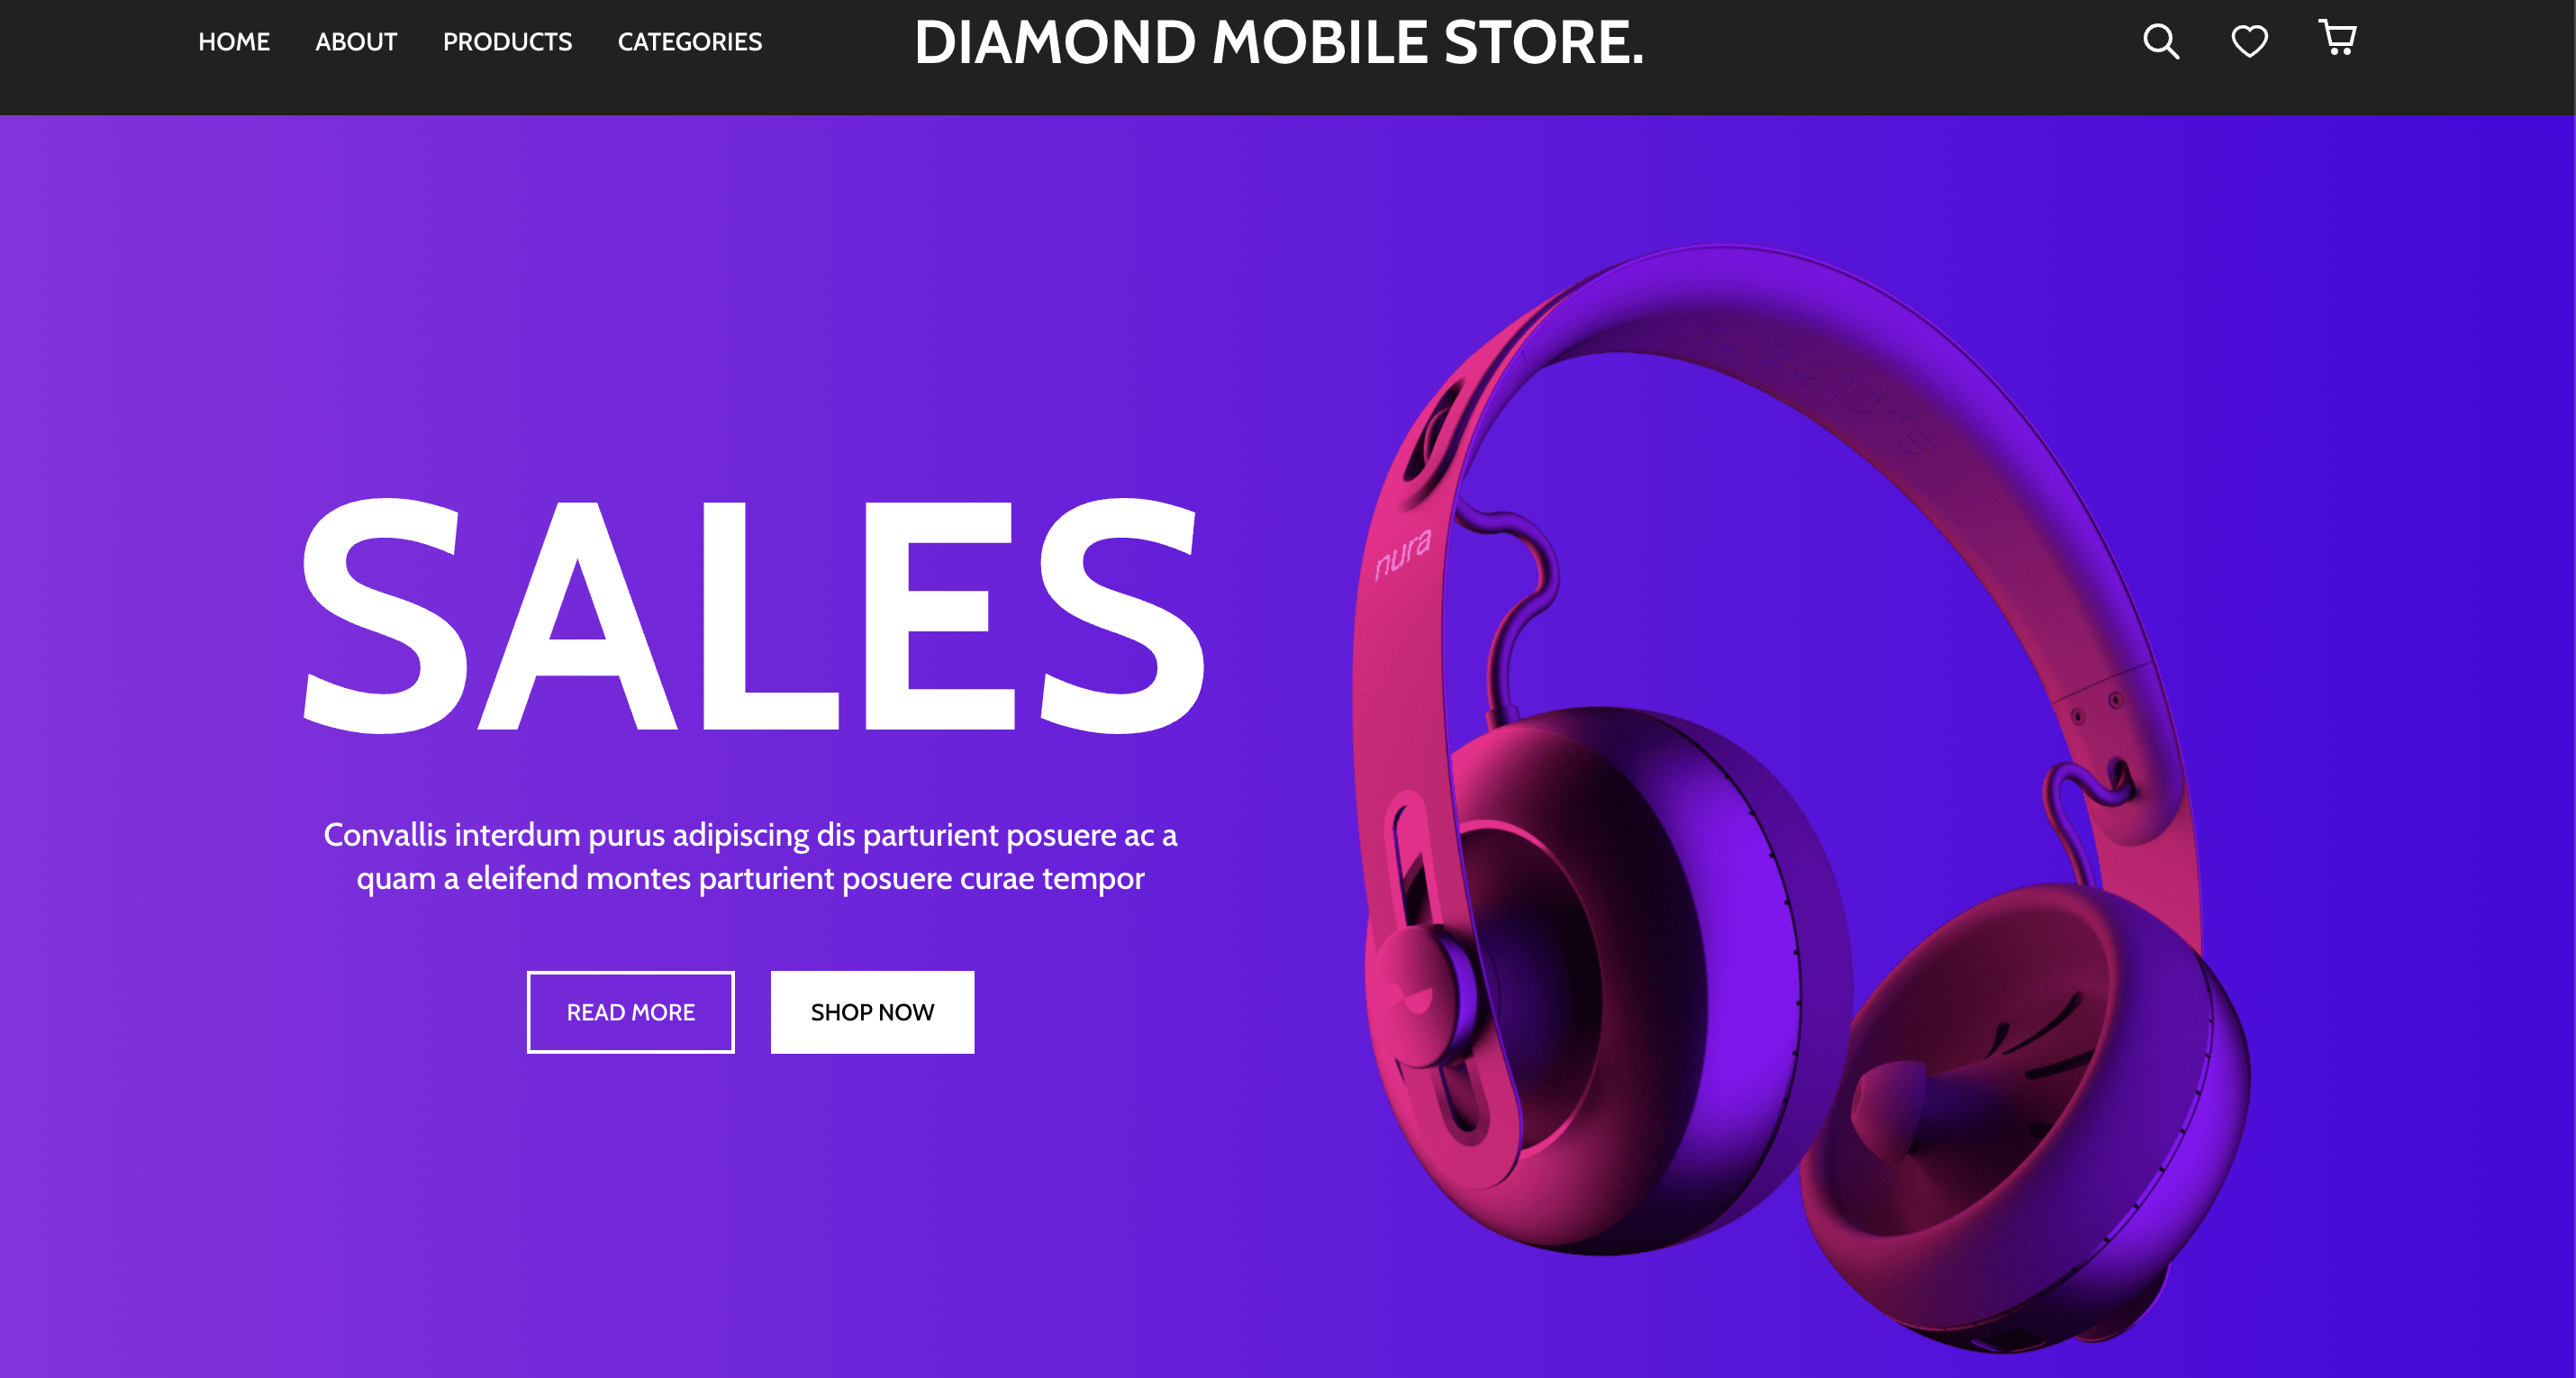 HOME ABOUT PRODUCTS CATEGORIES DIAMOND MOBILE STORE.
SALES
nura
Convallis interdum purus adipiscing dis parturient posuere ac a
quam a eleifend montes parturient posuere curae tempor
READ MORE SHOP NOW